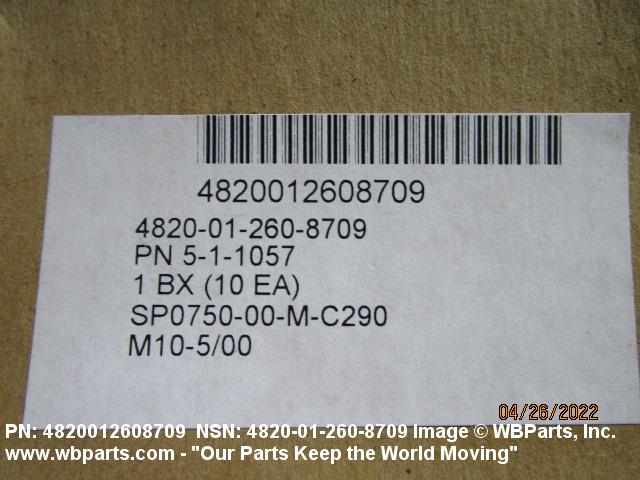 4820012608709
4820-01-260-8709
PN 5-1-1057
1 BX (10 EA)
SP0750-00-M-C290
M10-5/00
04/26/2022
PN: 4820012608709 NSN: 4820-01-260-8709 Image © WBParts, Inc.
www.wbparts.com - "Our Parts Keep the World Moving"